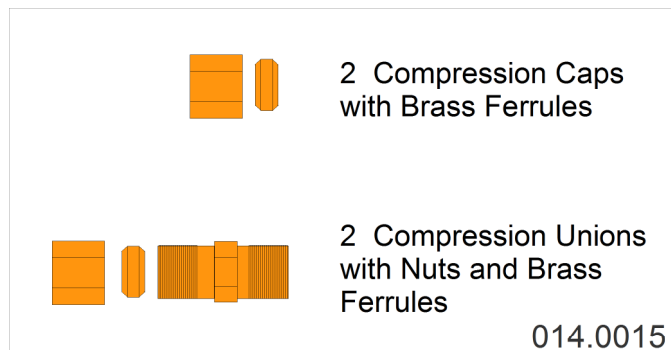 2 Compression Caps
with Brass Ferrules
2 Compression Unions
with Nuts and Brass
Ferrules
014.0015